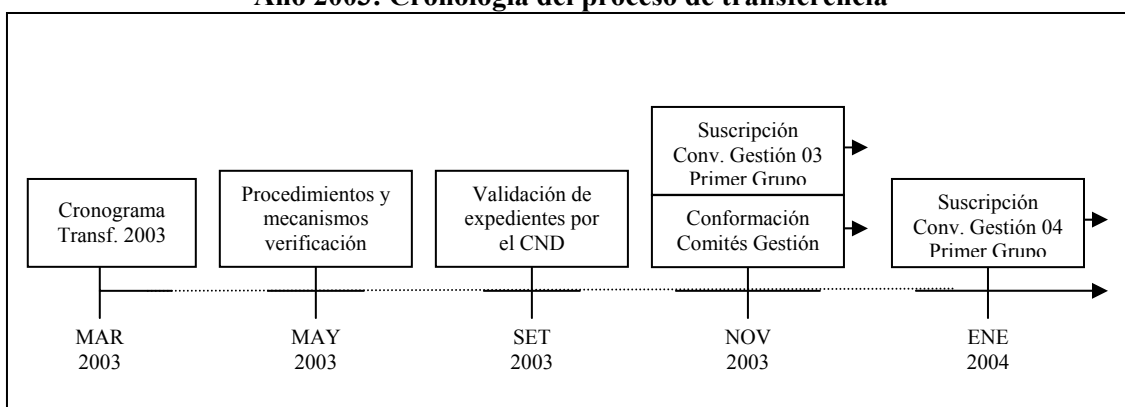 Año 2003: Cronología del proceso de transferencia
Suscripción
Conv. Gestión 03
Primer Grupo
Cronograma
Transf. 2003
Procedimientos y
mecanismos
verificación
Validación de
expedientes por
el CND
Conformación
Comités Gestión
Suscripción
Conv. Gestión 04
Primer Grupo
MAR
2003
MAY
2003
SET
2003
NOV
2003
ENE
2004